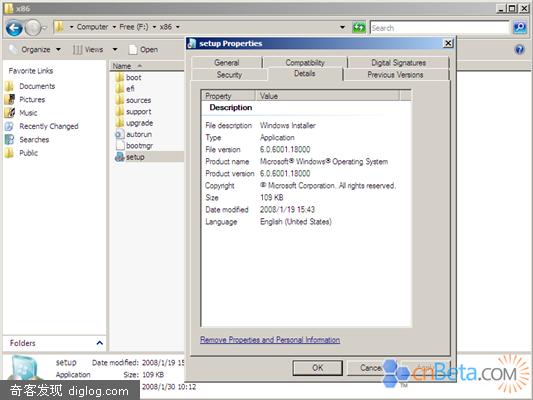 x86
Computer ▸ Free (F:) ▸ x86
Search
Organize
Views
Open
Favorite Links
Documents
Pictures
Music
Recently Changed
Searches
Public
Folders
Name
boot
efi
sources
support
upgrade
autorun
bootmgr
setup
setup Properties
General
Compatibility
Digital Signatures
Security
Details
Previous Versions
Property
Value
Description
File description Windows Installer
Type Application
File version 6.0.6001.18000
Product name Microsoft® Windows® Operating System
Product version 6.0.6001.18000
Copyright © Microsoft Corporation. All rights reserved.
Size 109 KB
Date modified 2008/1/19 15:43
Language English (United States)
Remove Properties and Personal Information
OK
Cancel
setup Date modified: 2008/1/19 15
Application Size: 109 KB
2008/1/30 10:12
奇客发现 diglog.com
cnBeta.COM
TM